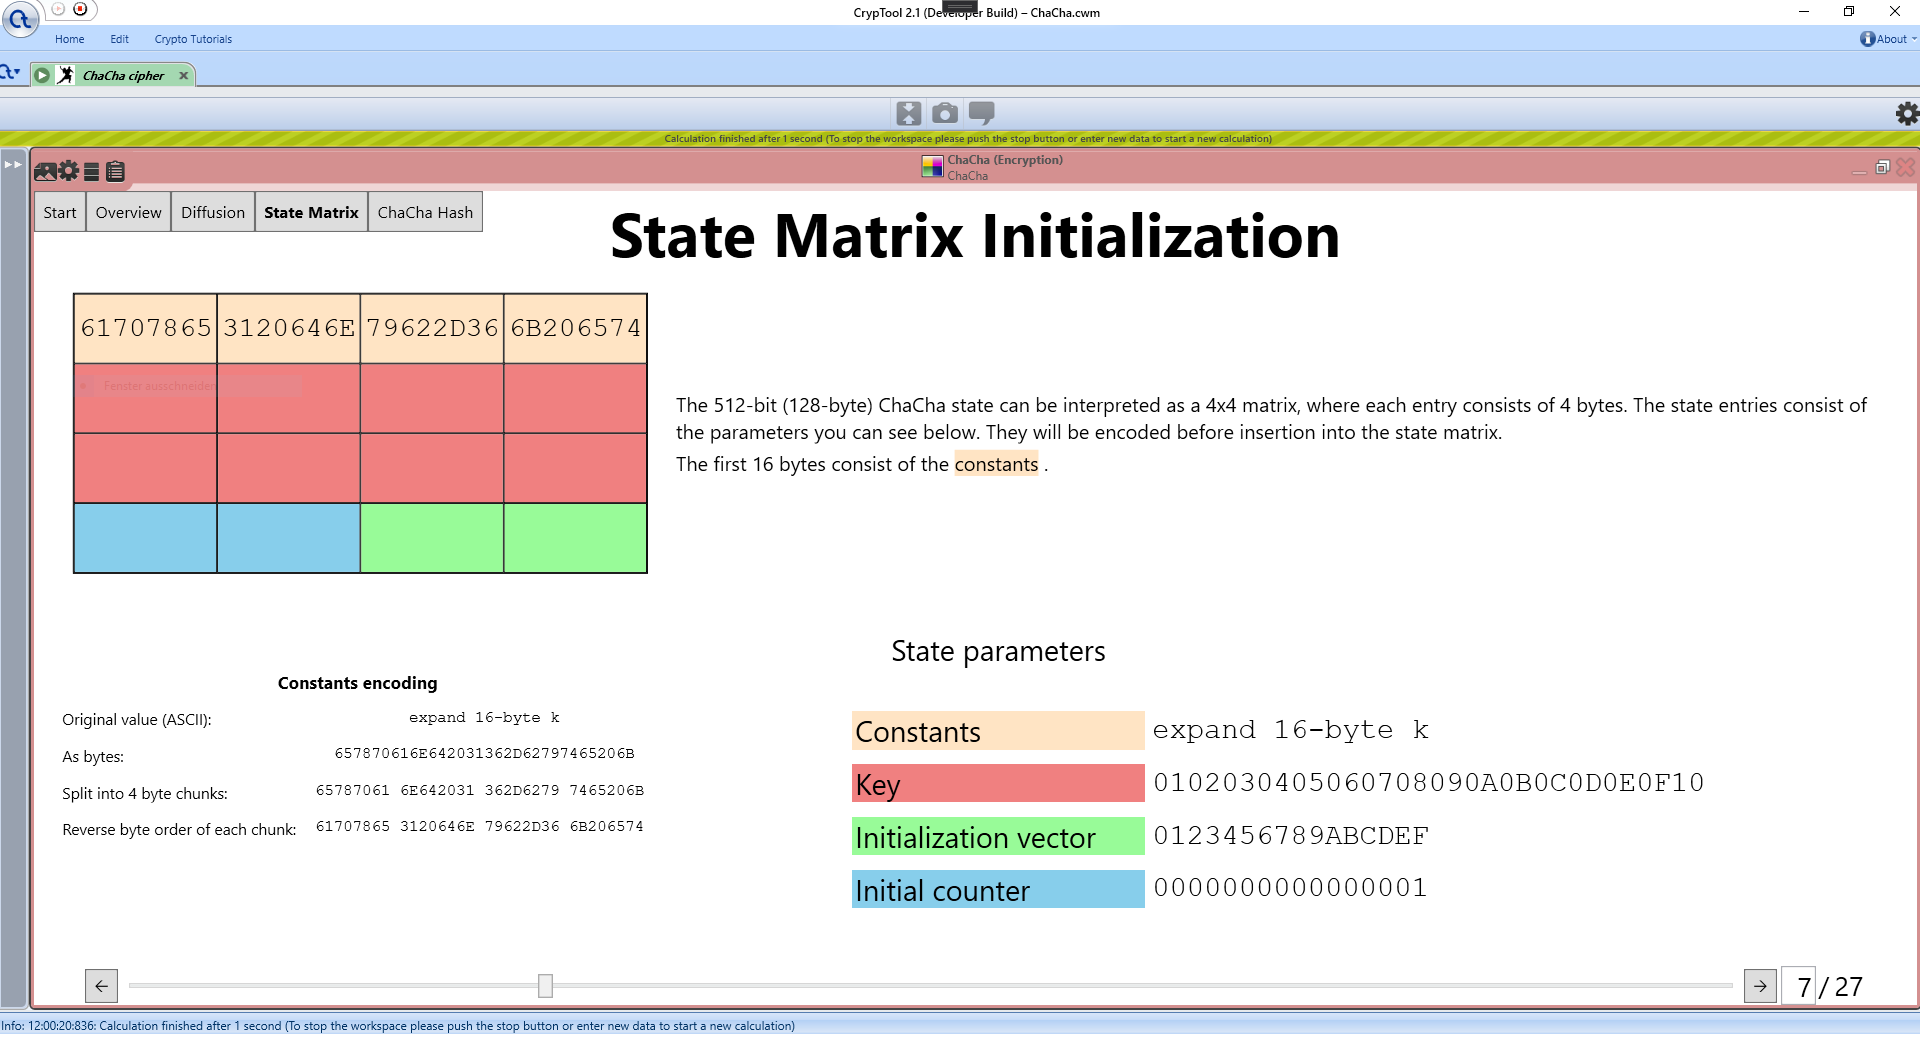 CrypTool 2.1 (Developer Build) – ChaCha.cwm
Home Edit Crypto Tutorials About
ChaCha cipher
Calculation finished after 1 second (To stop the workspace please push the stop button or enter new data to start a new calculation)
ChaCha (Encryption)
ChaCha
Start Overview Diffusion State Matrix ChaCha Hash
State Matrix Initialization
61707865 3120646E 79622D36 6B206574
Fenster ausschneiden
The 512-bit (128-byte) ChaCha state can be interpreted as a 4x4 matrix, where each entry consists of 4 bytes. The state entries consist of
the parameters you can see below. They will be encoded before insertion into the state matrix.
The first 16 bytes consist of the constants .
Constants encoding
Original value (ASCII): expand 16-byte k
As bytes: 657870616E642031362D62797465206B
Split into 4 byte chunks: 65787061 6E642031 362D6279 7465206B
Reverse byte order of each chunk: 61707865 3120646E 79622D36 6B206574
State parameters
Constants expand 16-byte k
Key 0102030405060708090A0B0C0D0E0F10
Initialization vector 0123456789ABCDEF
Initial counter 0000000000000001
7 / 27
Info: 12:00:20:836: Calculation finished after 1 second (To stop the workspace please push the stop button or enter new data to start a new calculation)